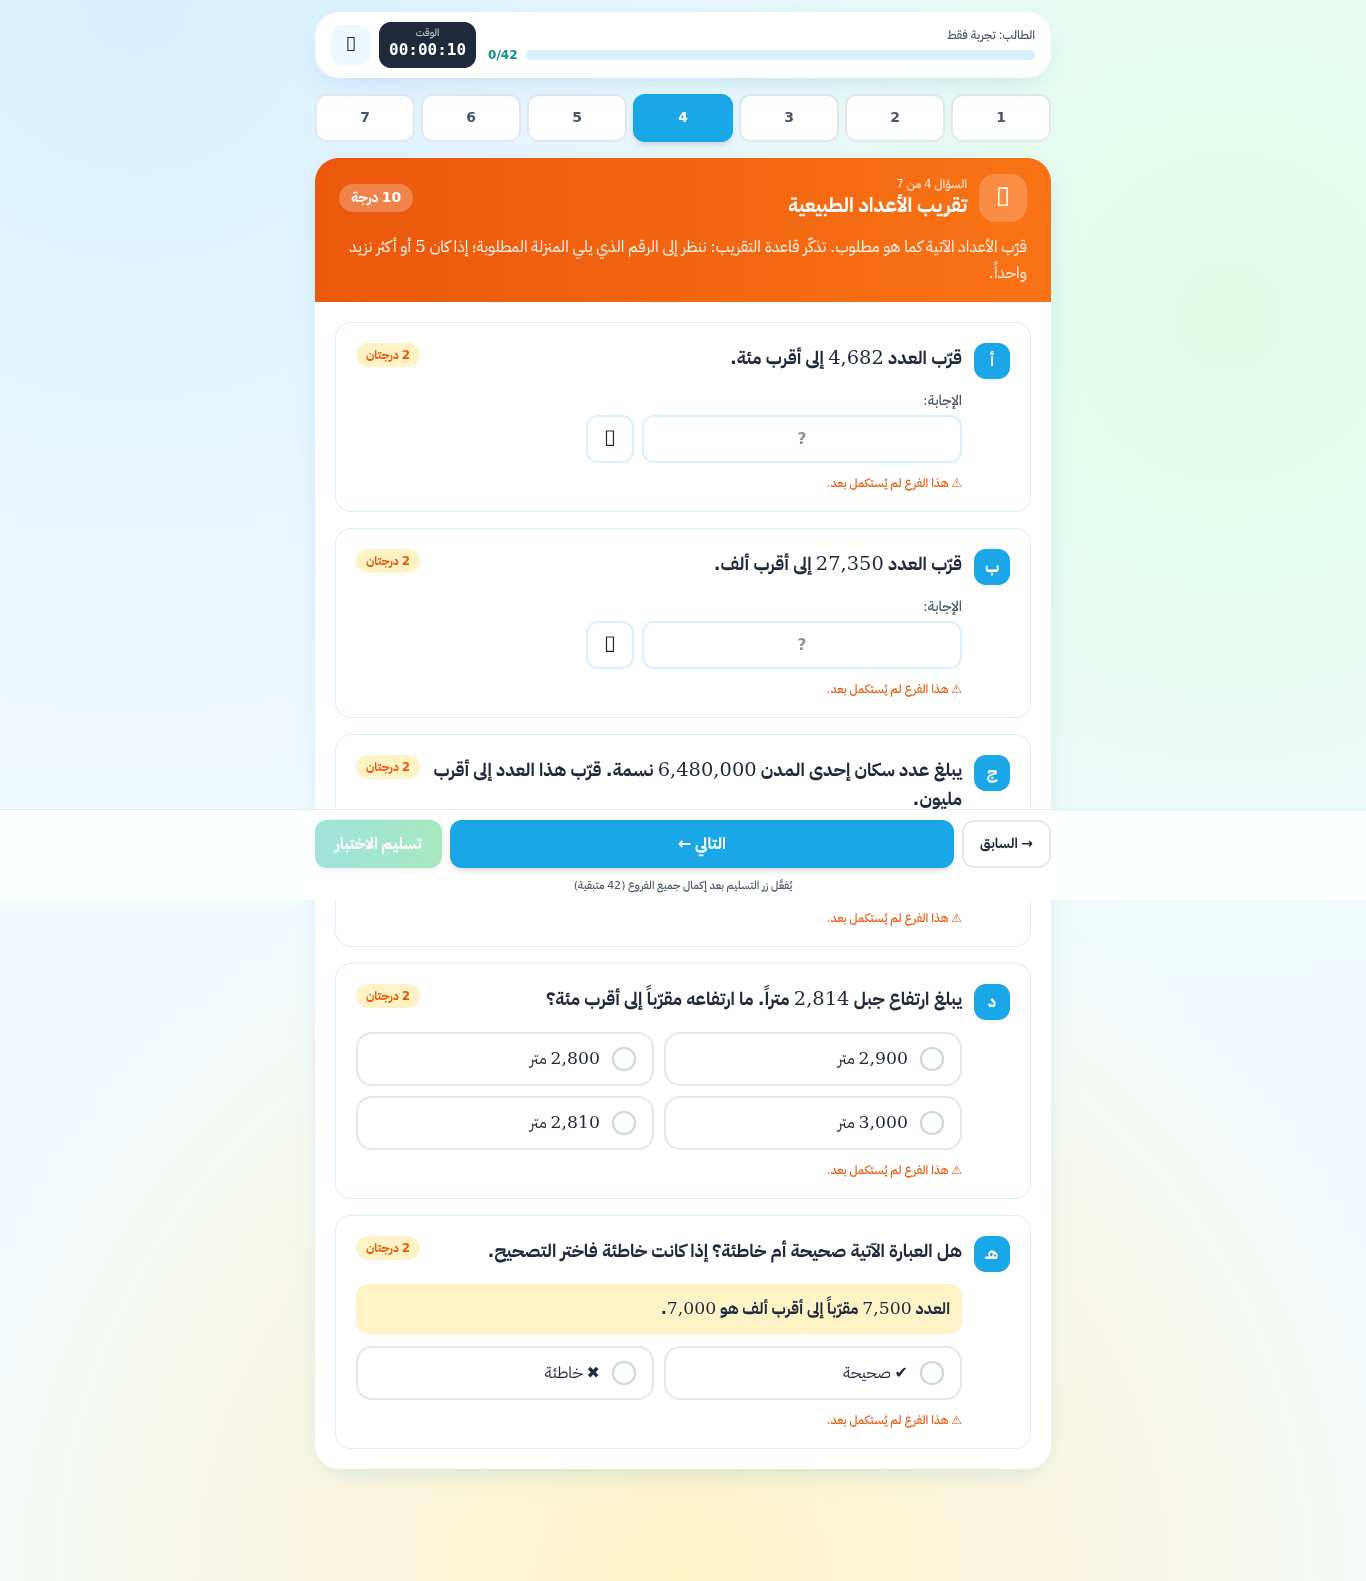 الطالب: تجربة فقط
0/42
الوقت
00:00:10
1 2 3 4 5 6 7
السؤال 4 من 7
تقريب الأعداد الطبيعية
10 درجة
قرّب الأعداد الآتية كما هو مطلوب. تذكّر قاعدة التقريب: ننظر إلى الرقم الذي يلي المنزلة المطلوبة؛ إذا كان 5 أو أكثر نزيد
واحداً.
أ
قرّب العدد 4,682 إلى أقرب مئة.
2 درجتان
الإجابة:
?
⚠ هذا الفرع لم يُستكمل بعد.
ب
قرّب العدد 27,350 إلى أقرب ألف.
2 درجتان
الإجابة:
?
⚠ هذا الفرع لم يُستكمل بعد.
ج
يبلغ عدد سكان إحدى المدن 6,480,000 نسمة. قرّب هذا العدد إلى أقرب
2 درجتان
مليون.
→ السابق
التالي ←
تسليم الاختبار
يُفعَّل زر التسليم بعد إكمال جميع الفروع (42 متبقية)
⚠ هذا الفرع لم يُستكمل بعد.
د
يبلغ ارتفاع جبل 2,814 متراً. ما ارتفاعه مقرّباً إلى أقرب مئة؟
2 درجتان
2,900 متر
2,800 متر
3,000 متر
2,810 متر
⚠ هذا الفرع لم يُستكمل بعد.
هـ
هل العبارة الآتية صحيحة أم خاطئة؟ إذا كانت خاطئة فاختر التصحيح.
2 درجتان
العدد 7,500 مقرّباً إلى أقرب ألف هو 7,000.
✔ صحيحة
✖ خاطئة
⚠ هذا الفرع لم يُستكمل بعد.